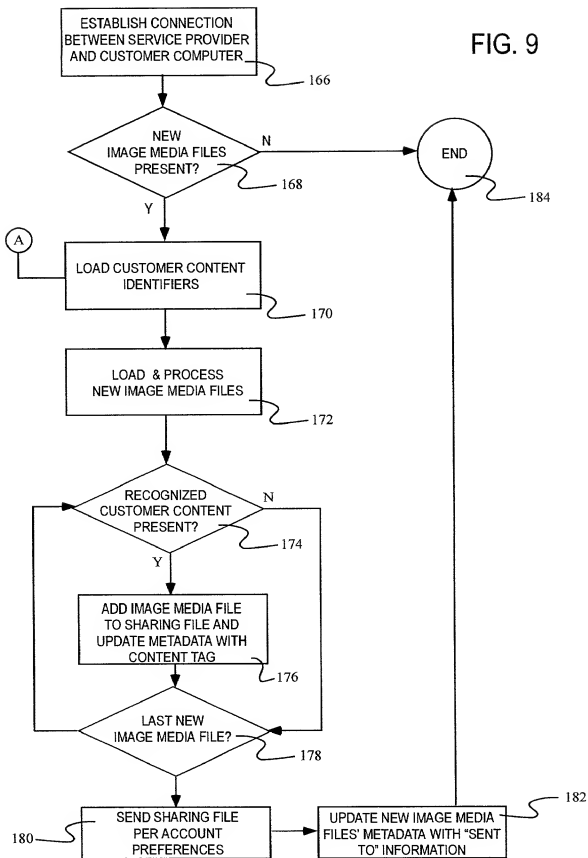 FIG. 9
ESTABLISH CONNECTION
BETWEEN SERVICE PROVIDER
AND CUSTOMER COMPUTER
166
NEW
IMAGE MEDIA FILES
PRESENT?
168
N
END
184
Y
A
LOAD CUSTOMER CONTENT
IDENTIFIERS
170
LOAD & PROCESS
NEW IMAGE MEDIA FILES
172
RECOGNIZED
CUSTOMER CONTENT
PRESENT?
174
N
Y
ADD IMAGE MEDIA FILE
TO SHARING FILE AND
UPDATE METADATA WITH
CONTENT TAG
176
LAST NEW
IMAGE MEDIA FILE?
178
180
SEND SHARING FILE
PER ACCOUNT
PREFERENCES
182
UPDATE NEW IMAGE MEDIA
FILES' METADATA WITH “SENT
TO” INFORMATION